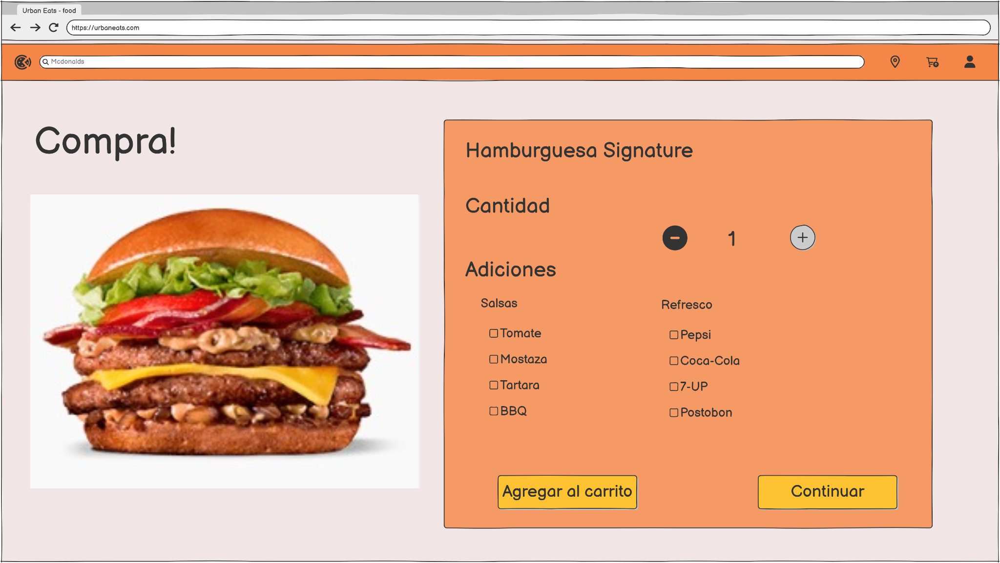 Urban Eats - food
https://urbaneats.com
Mcdonalds
Compra!
Hamburguesa Signature
Cantidad
1
Adiciones
Salsas
Tomate
Mostaza
Tartara
BBQ
Refresco
Pepsi
Coca-Cola
7-UP
Postobon
Agregar al carrito
Continuar